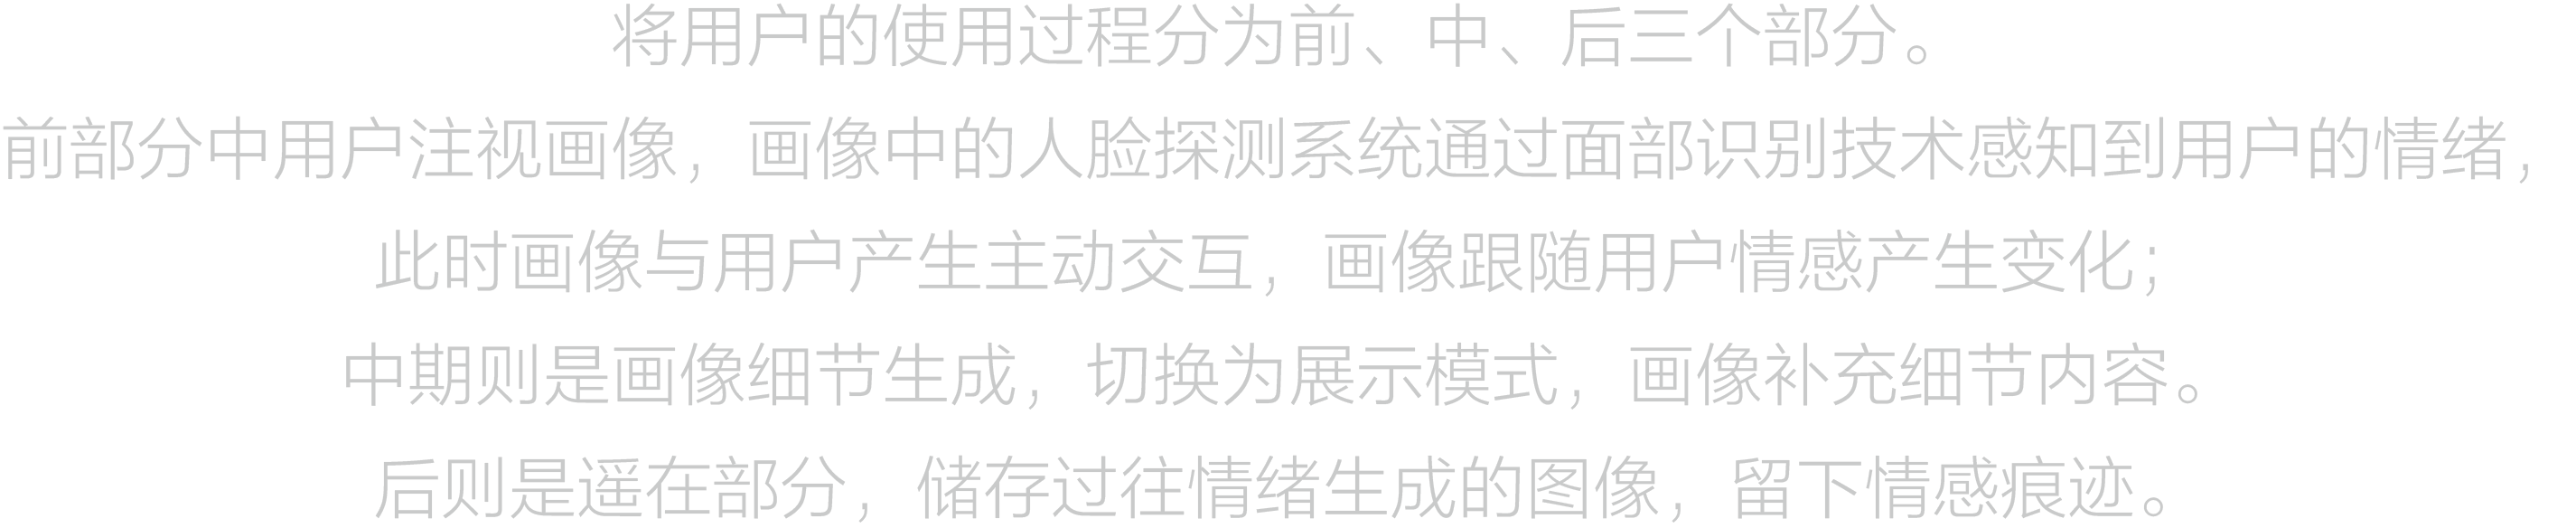 将用户的使用过程分为前、中、后三个部分。
前部分中用户注视画像，画像中的人脸探测系统通过面部识别技术感知到用户的情绪，
此时画像与用户产生主动交互，画像跟随用户情感产生变化；
中期则是画像细节生成，切换为展示模式，画像补充细节内容。
后则是遥在部分，储存过往情绪生成的图像，留下情感痕迹。